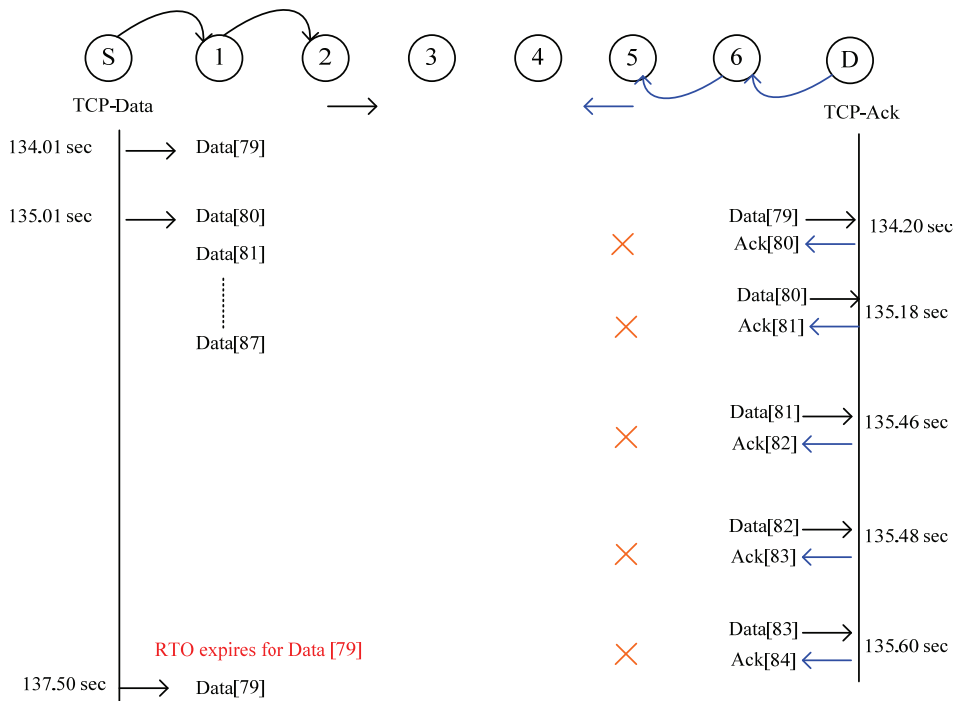 S 1 2 3 4 5 6 D
TCP-Data
TCP-Ack
134.01 sec
Data[79]
135.01 sec
Data[80]
Data[79]
134.20 sec
Data[81]
Ack[80]
Data[80]
135.18 sec
Data[87]
Ack[81]
Data[81]
135.46 sec
Ack[82]
Data[82]
135.48 sec
Ack[83]
Data[83]
135.60 sec
RTO expires for Data [79]
Ack[84]
137.50 sec
Data[79]